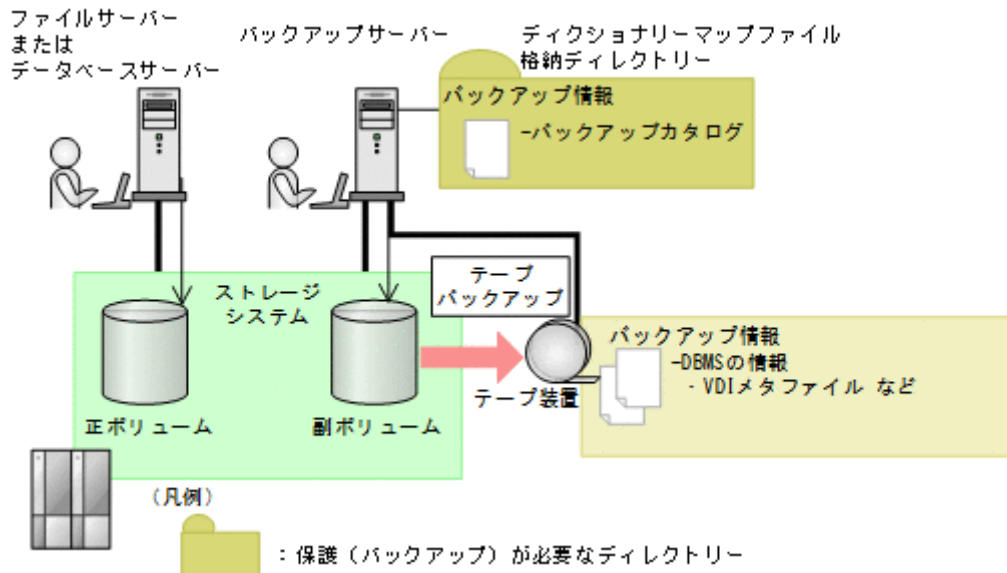 ファイルサーバー
または
データベースサーバー
バックアップサーバー
ディクショナリーマップファイル
格納ディレクトリー
バックアップ情報
-バックアップカタログ
ストレージ
システム
テープ
バックアップ
バックアップ情報
-DBMSの情報
・VDIメタファイル など
テープ装置
正ボリューム
副ボリューム
(凡例)
：保護(バックアップ)が必要なディレクトリー